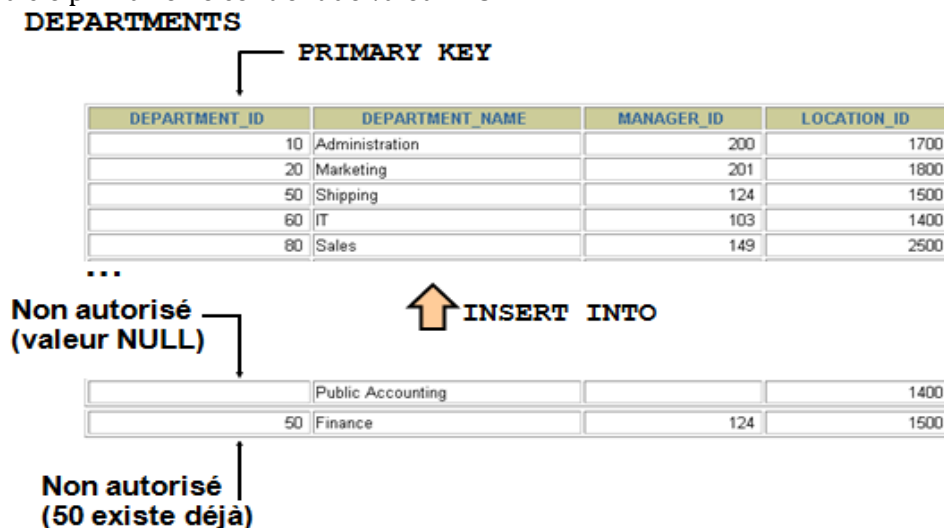 DEPARTMENTS
PRIMARY KEY
DEPARTMENT_ID DEPARTMENT_NAME MANAGER_ID LOCATION_ID
10 Administration 200 1700
20 Marketing 201 1800
50 Shipping 124 1500
60 IT 103 1400
80 Sales 149 2500
...
Non autorisé
(valeur NULL)
INSERT INTO
Public Accounting 1400
50 Finance 124 1500
Non autorisé
(50 existe déjà)